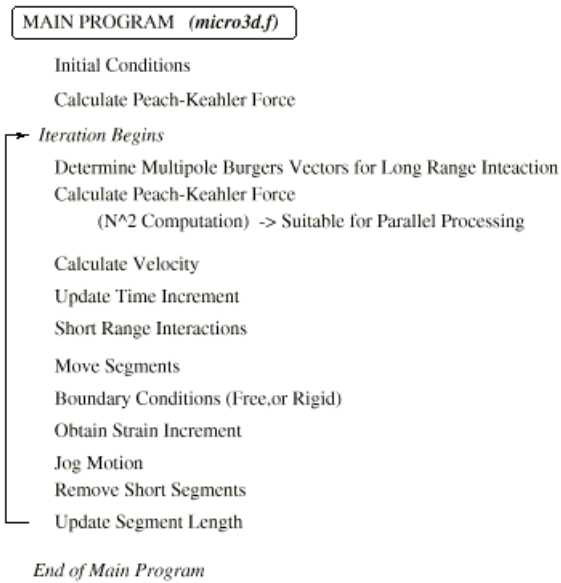 MAIN PROGRAM (micro3d.f)
Initial Conditions
Calculate Peach-Keahler Force
Iteration Begins
Determine Multipole Burgers Vectors for Long Range Inteaction
Calculate Peach-Keahler Force
(N^2 Computation) -> Suitable for Parallel Processing
Calculate Velocity
Update Time Increment
Short Range Interactions
Move Segments
Boundary Conditions (Free,or Rigid)
Obtain Strain Increment
Jog Motion
Remove Short Segments
Update Segment Length
End of Main Program